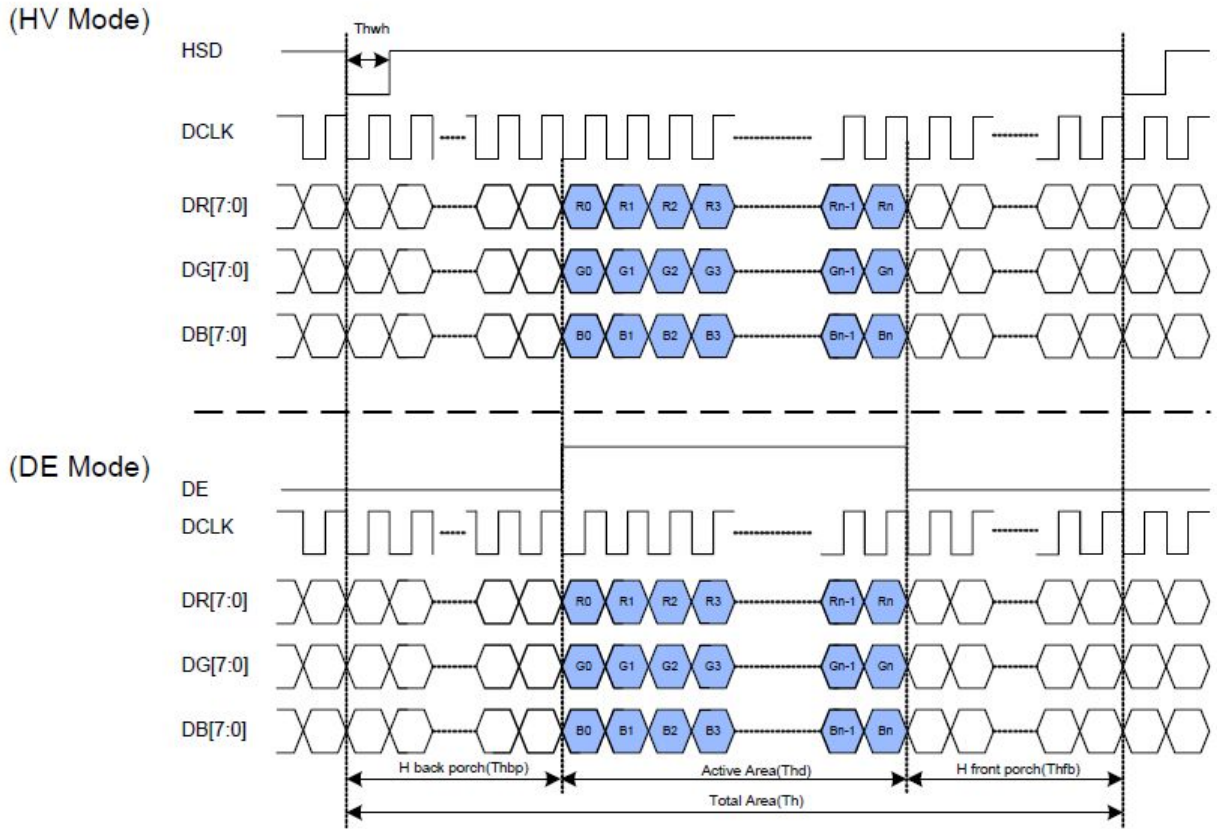 (HV Mode)
Thwh
HSD
DCLK
DR[7:0] R0 R1 R2 R3 Rn-1 Rn
DG[7:0] G0 G1 G2 G3 Gn-1 Gn
DB[7:0] B0 B1 B2 B3 Bn-1 Bn
(DE Mode)
DE
DCLK
DR[7:0] R0 R1 R2 R3 Rn-1 Rn
DG[7:0] G0 G1 G2 G3 Gn-1 Gn
DB[7:0] B0 B1 B2 B3 Bn-1 Bn
H back porch(Thbp) Active Area(Thd) H front porch(Thfb)
Total Area(Th)